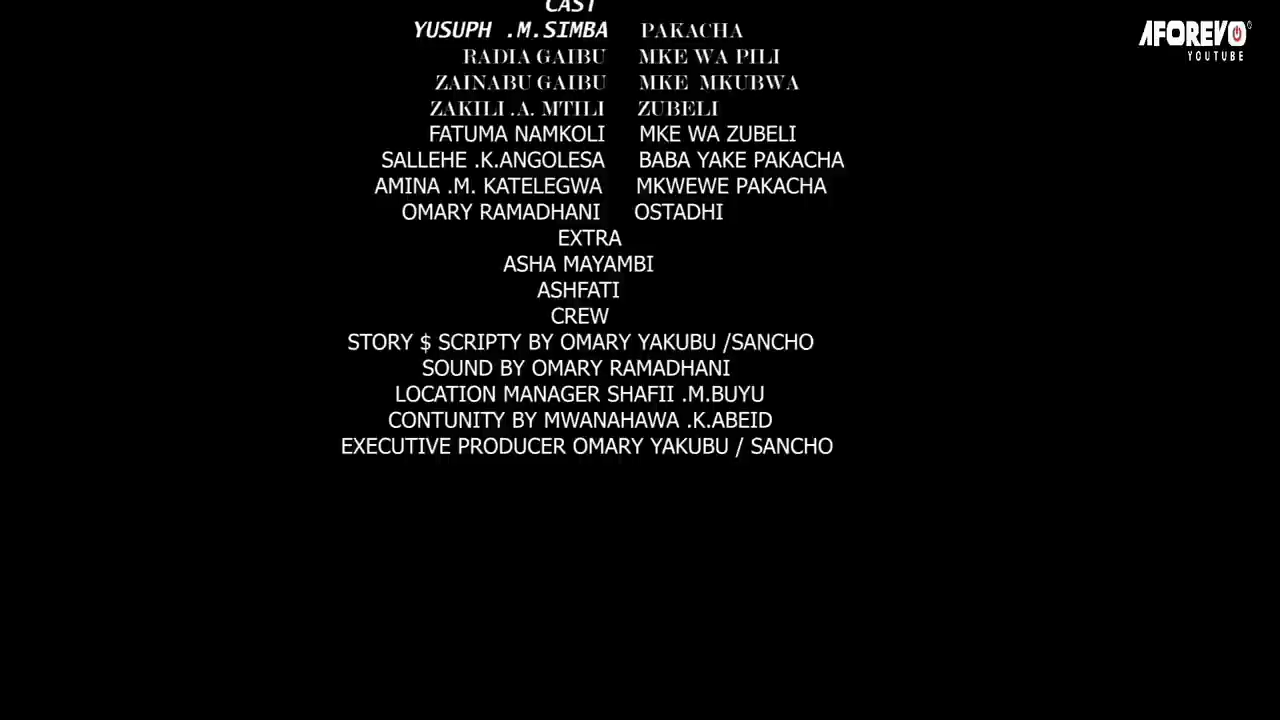 CAST
YUSUPH .M.SIMBA PAKACHA
RADIA GAIBU MKE WA PILI
ZAINABU GAIBU MKE MKUBWA
ZAKILI .A. MTILI ZUBELI
FATUMA NAMKOLI MKE WA ZUBELI
SALLEHE .K.ANGOLESA BABA YAKE PAKACHA
AMINA .M. KATELEGWA MKWEWE PAKACHA
OMARY RAMADHANI OSTADHI
EXTRA
ASHA MAYAMBI
ASHFATI
CREW
STORY $ SCRIPTY BY OMARY YAKUBU /SANCHO
SOUND BY OMARY RAMADHANI
LOCATION MANAGER SHAFII .M.BUYU
CONTUNITY BY MWANAHAWA .K.ABEID
EXECUTIVE PRODUCER OMARY YAKUBU / SANCHO
AFOREVO
YOUTUBE